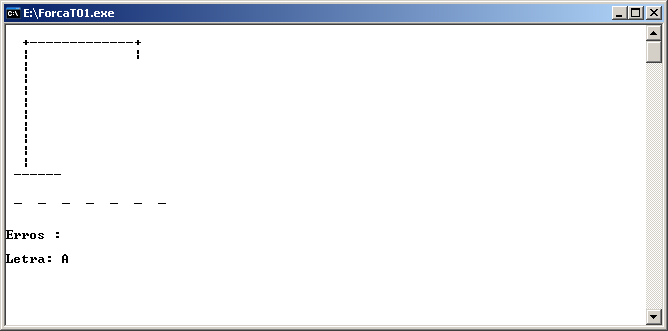 E:\ForcaT01.exe
_ _ _ _ _ _ _
Erros :
Letra: A